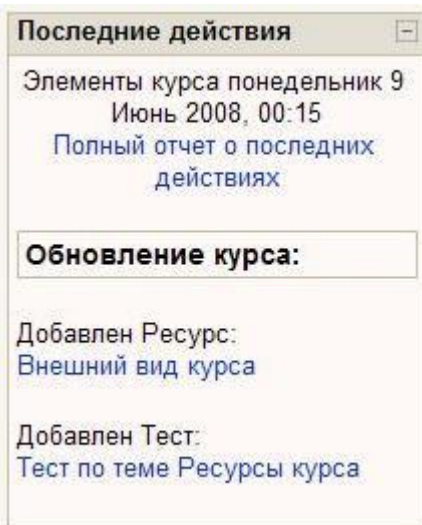 Последние действия
Элементы курса понедельник 9
Июнь 2008, 00:15
Полный отчет о последних
действиях
Обновление курса:
Добавлен Ресурс:
Внешний вид курса
Добавлен Тест:
Тест по теме Ресурсы курса